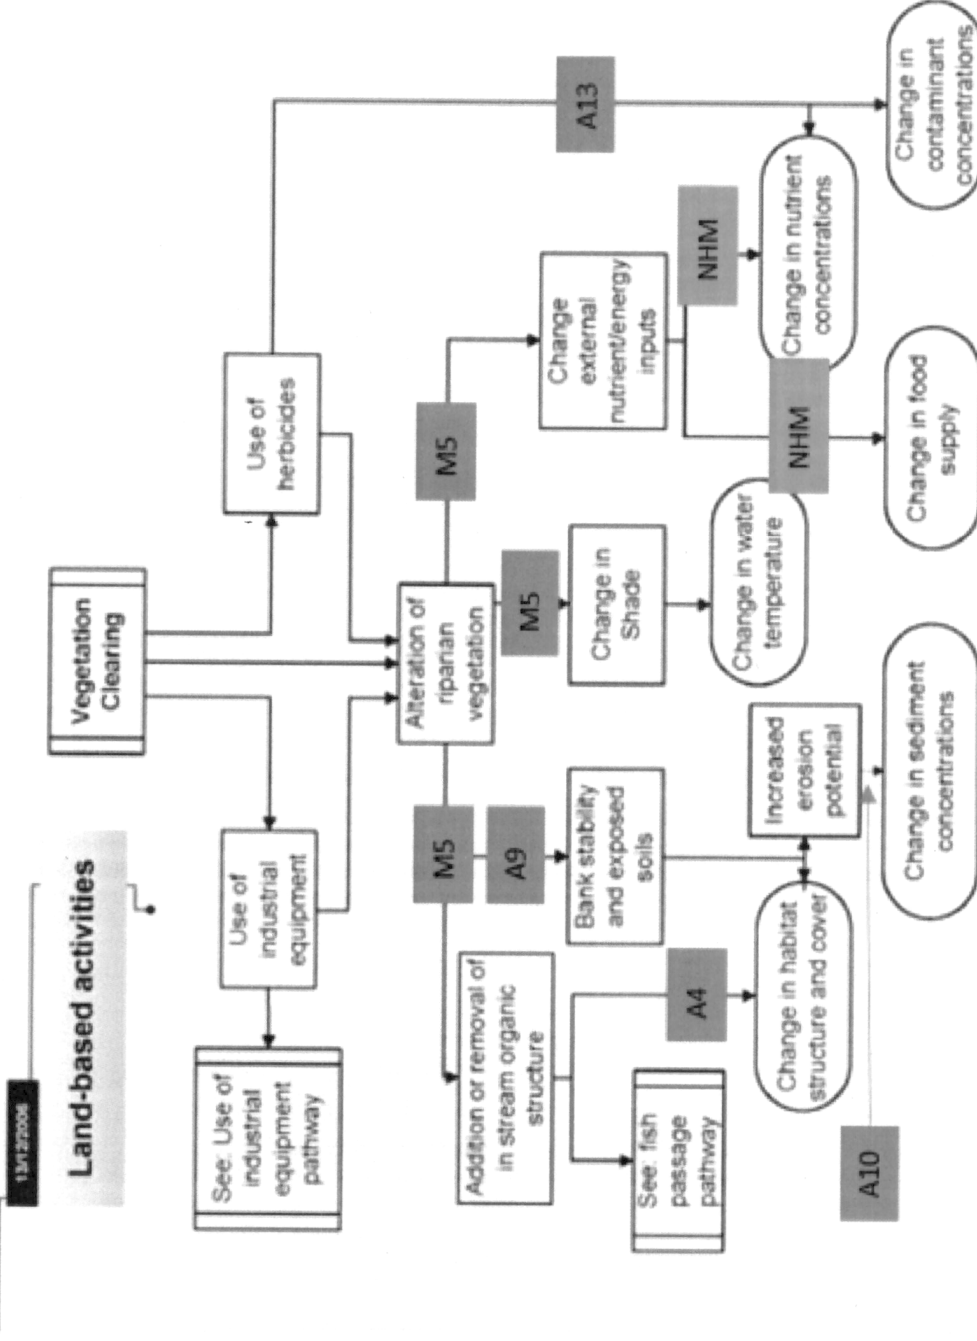 13/12/2006
Land-based activities
Vegetation
Clearing
Use of
industrial
equipment
Use of
herbicides
See: Use of
industrial
equipment
pathway
Alteration of
riparian
vegetation
A13
M5
M5
M5
A9
Addition or removal of
in stream organic
structure
Bank stability
and exposed
soils
Change in
Shade
Change
external
nutrient/energy
inputs
A4
NHM
NHM
See: fish
passage
pathway
Change in habitat
structure and cover
Increased
erosion
potential
Change in water
temperature
Change in nutrient
concentrations
A10
Change in sediment
concentrations
Change in food
supply
Change in
contaminant
concentrations